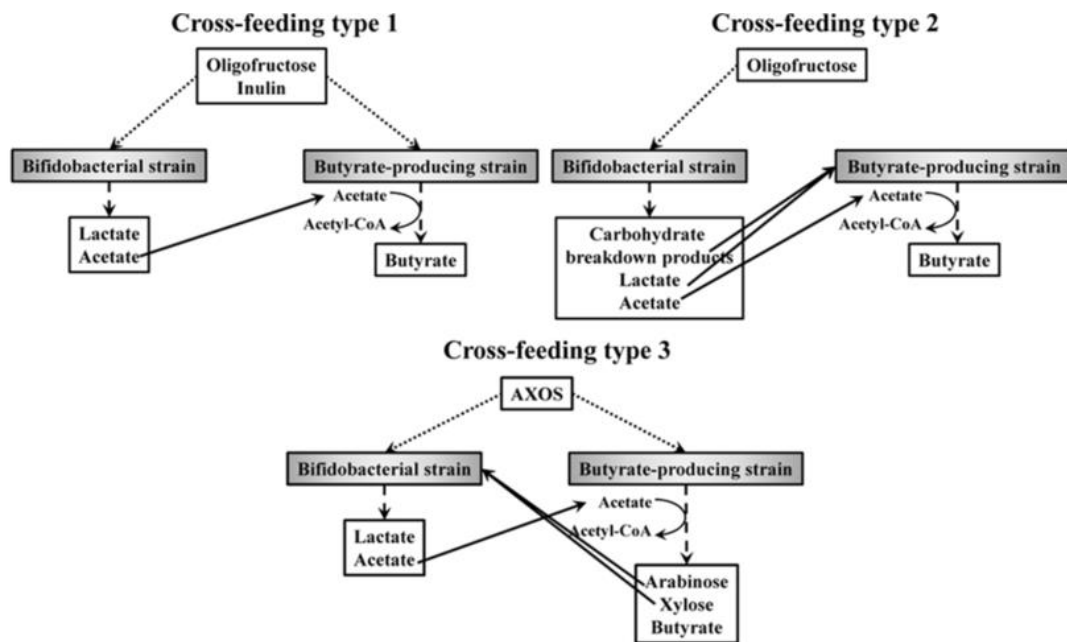 Cross-feeding type 1
Oligofructose
Inulin
Bifidobacterial strain
Butyrate-producing strain
Lactate
Acetate
Acetate
Acetyl-CoA
Butyrate
Cross-feeding type 2
Oligofructose
Bifidobacterial strain
Butyrate-producing strain
Carbohydrate
breakdown products
Lactate
Acetate
Acetate
Acetyl-CoA
Butyrate
Cross-feeding type 3
AXOS
Bifidobacterial strain
Butyrate-producing strain
Lactate
Acetate
Acetate
Acetyl-CoA
Arabinose
Xylose
Butyrate